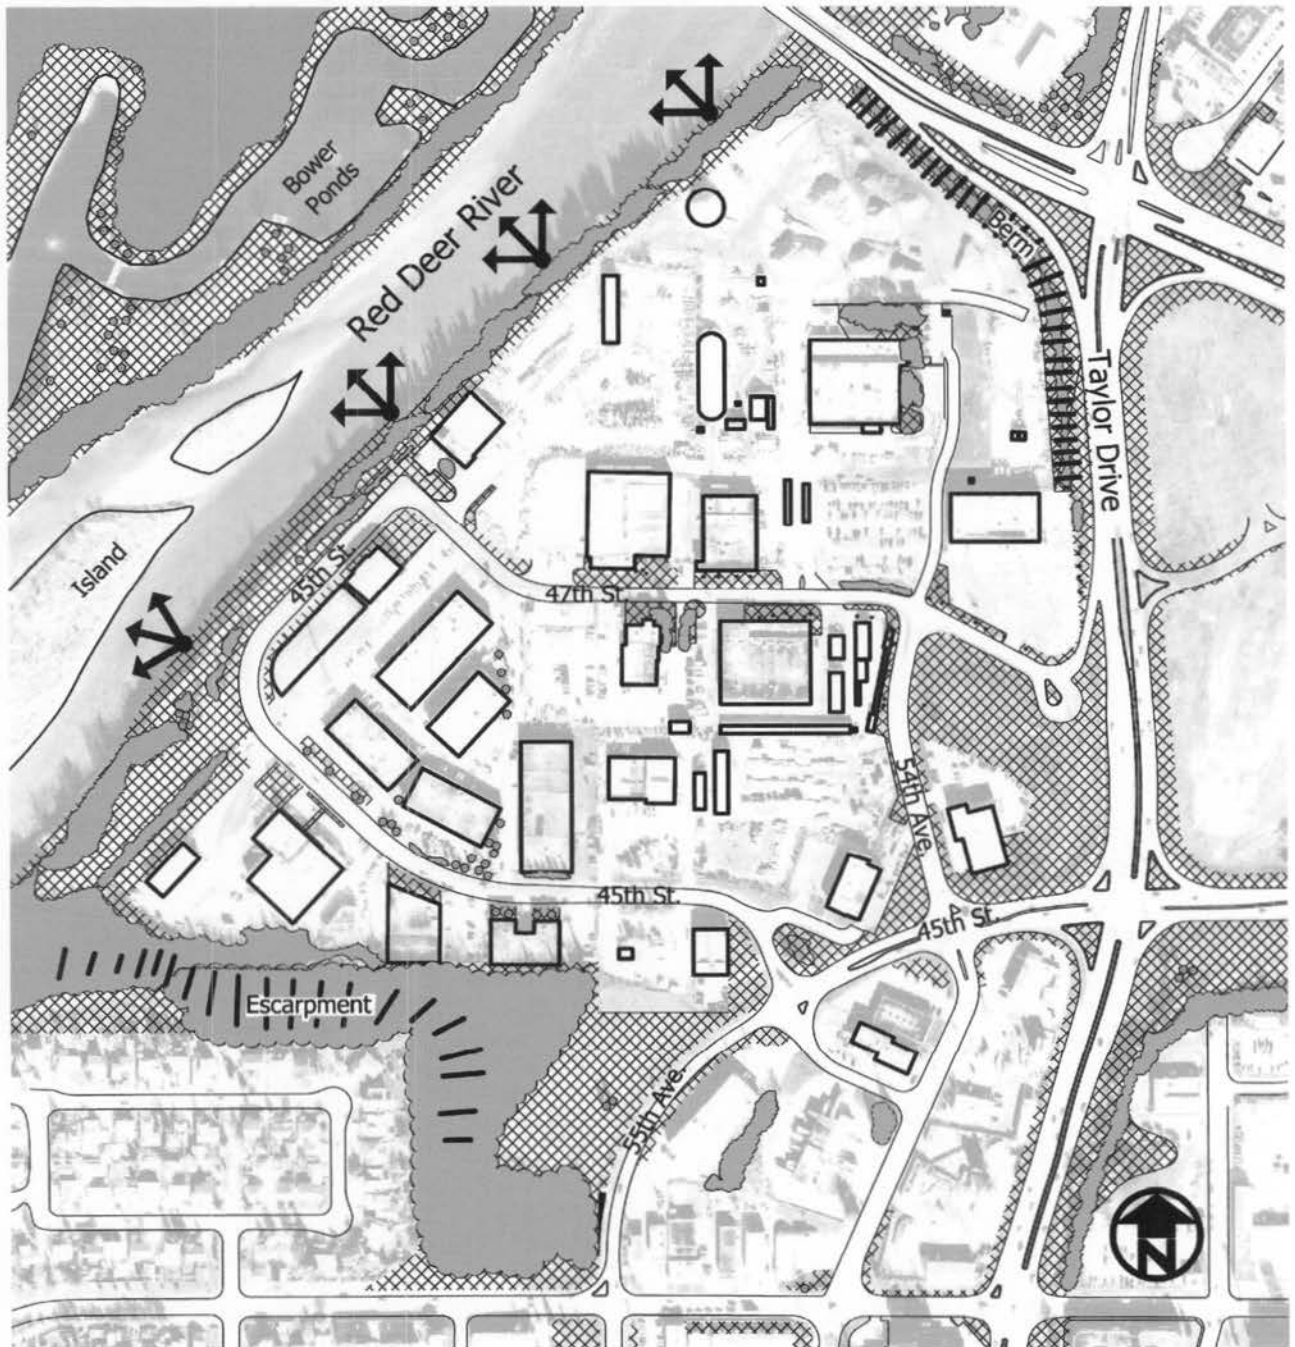 Bower
Ponds
Red Deer River
Berm
Taylor Drive
Island
45th St.
47th St.
54th Ave.
45th St.
45th St.
Escarpment
55th Ave.
N